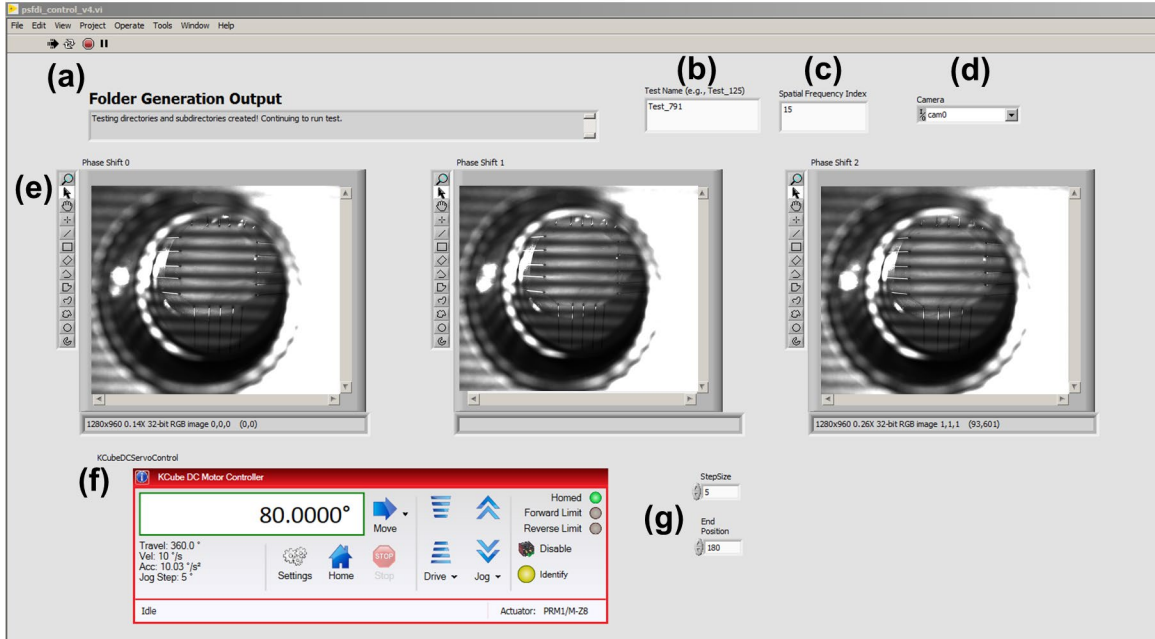 psfdi_control_v4.vi
File Edit View Project Operate Tools Window Help
(a)
(b)
(c)
(d)
Folder Generation Output
Testing directories and subdirectories created! Continuing to run test.
Test Name (e.g., Test_125)
Test_791
Spatial Frequency Index
15
Camera
cam0
(e)
Phase Shift 0
Phase Shift 1
Phase Shift 2
1280x960 0.14X 32-bit RGB image 0,0,0 (0,0)
1280x960 0.26X 32-bit RGB image 1,1,1 (93,601)
(f)
KCubeDCServoControl
KCube DC Motor Controller
80.0000°
Travel: 360.0 °
Vel: 10 °/s
Acc: 10.03 °/s²
Jog Step: 5 °
Move
Settings
Home
STOP
Stop
Drive
Jog
Homed
Forward Limit
Reverse Limit
Disable
Identify
Idle
Actuator: PRM1/M-Z8
(g)
StepSize
5
End
Position
180